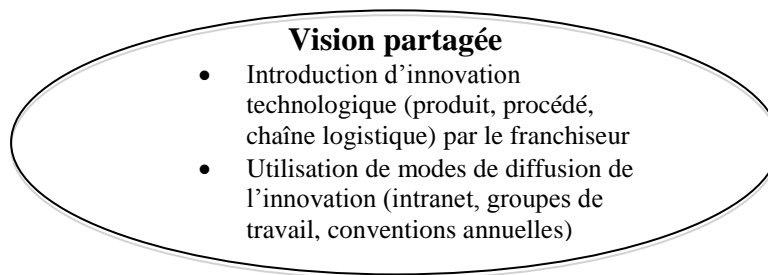 Vision partagée
• Introduction d’innovation
technologique (produit, procédé,
chaîne logistique) par le franchiseur
• Utilisation de modes de diffusion de
l’innovation (intranet, groupes de
travail, conventions annuelles)